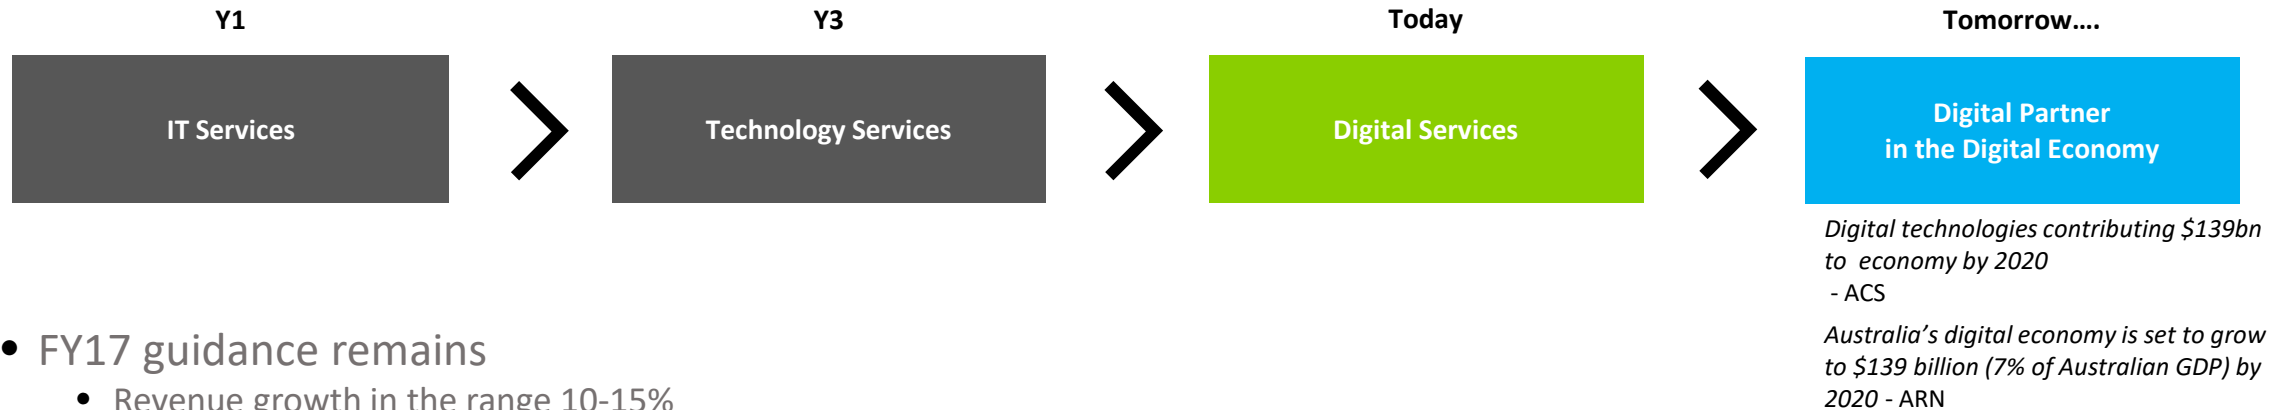 Y1
Y3
Today
Tomorrow....
IT Services
Technology Services
Digital Services
Digital Partner
in the Digital Economy
Digital technologies contributing $139bn
to economy by 2020
- ACS
Australia’s digital economy is set to grow
to $139 billion (7% of Australian GDP) by
2020 - ARN
• FY17 guidance remains
• Revenue growth in the range 10-15%